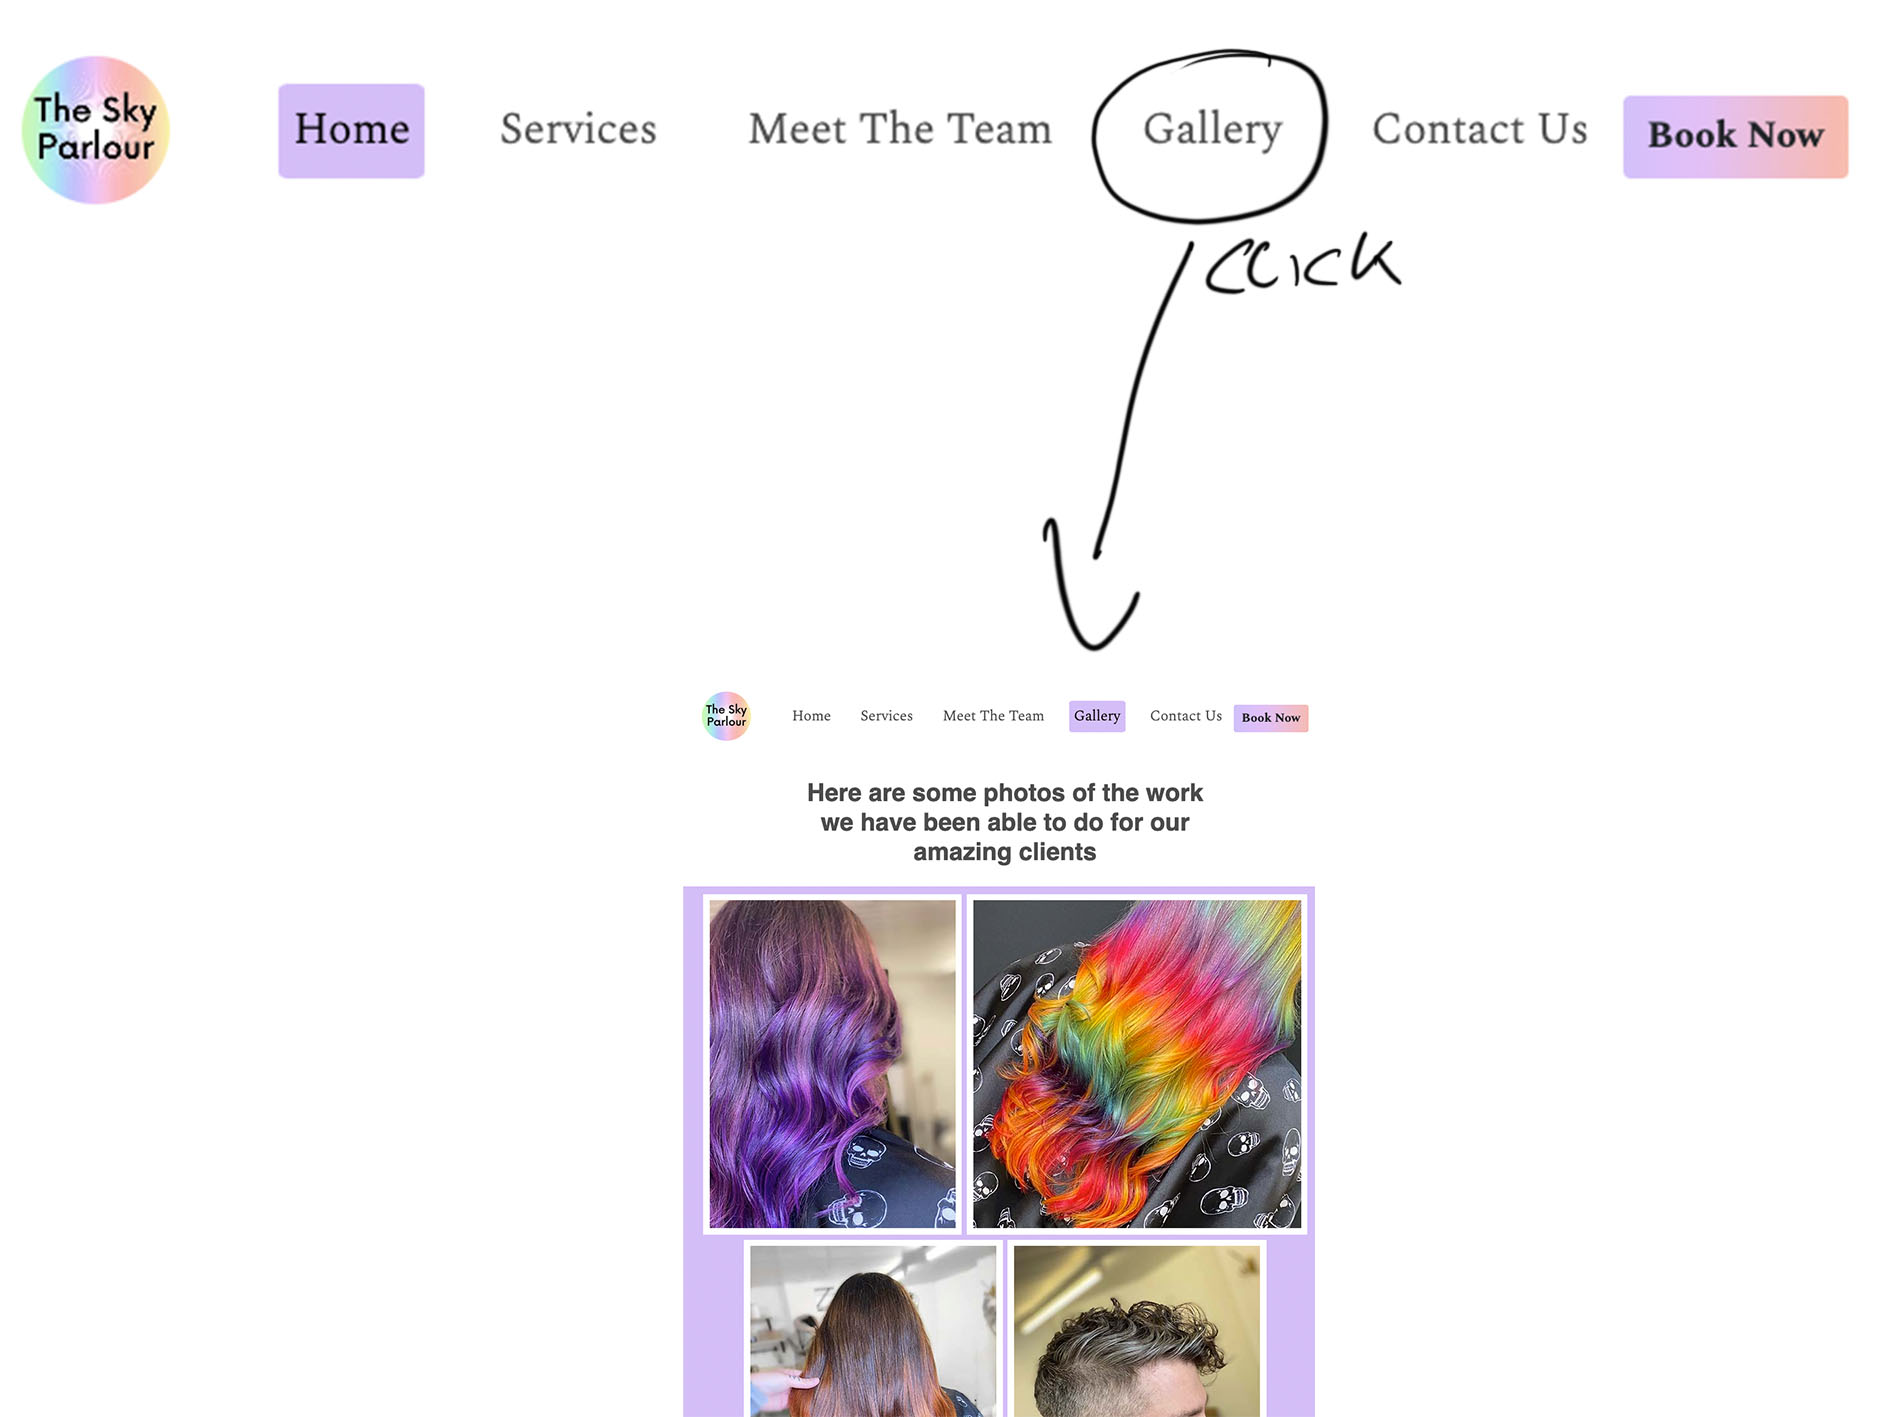 The Sky
Parlour
Home Services Meet The Team Gallery Contact Us Book Now
CLICK
The Sky
Parlour
Home Services Meet The Team Gallery Contact Us Book Now
Here are some photos of the work
we have been able to do for our
amazing clients